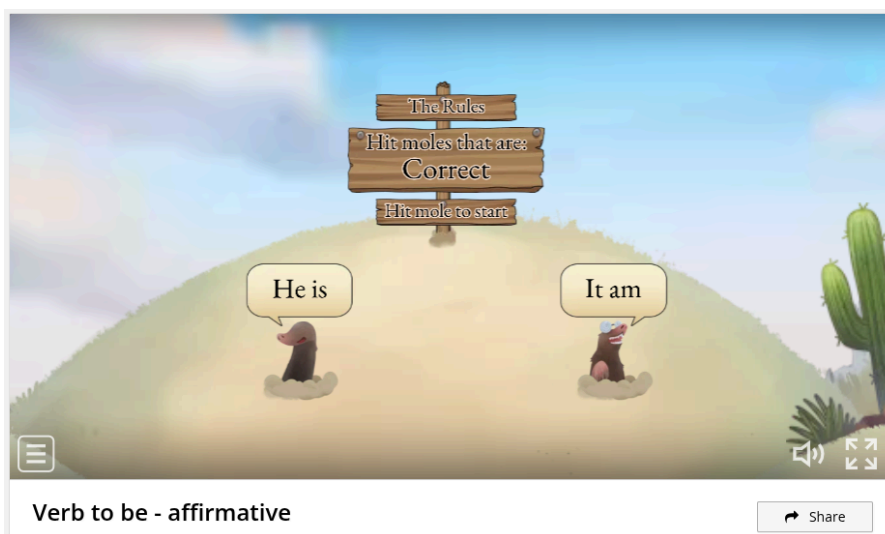 The Rules
Hit moles that are:
Correct
Hit mole to start
He is
It am
Verb to be - affirmative
Share